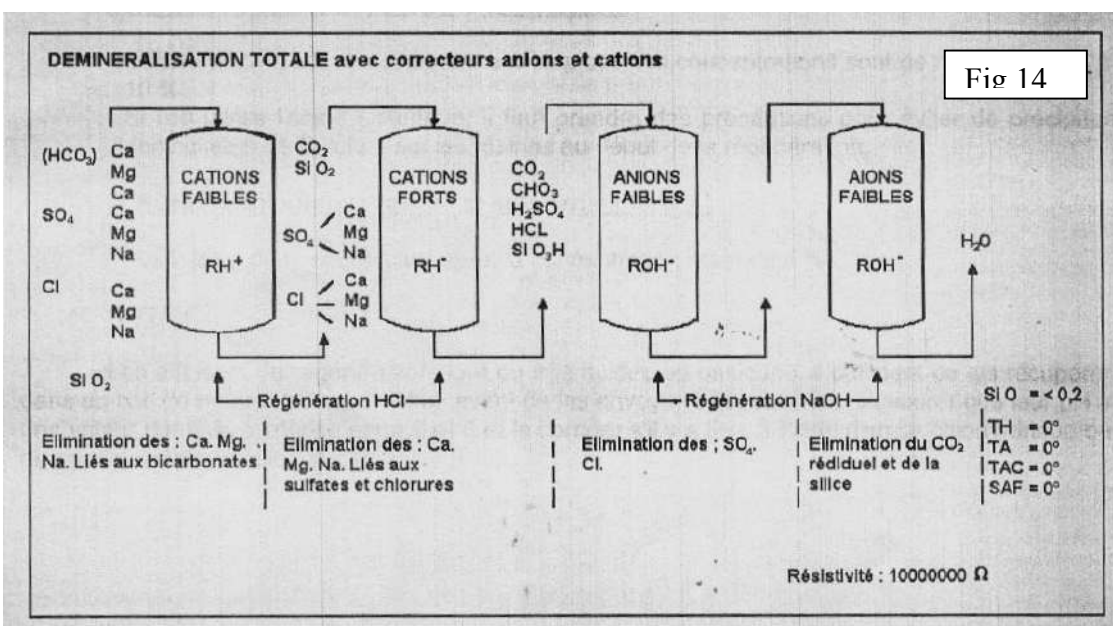 DEMINERALISATION TOTALE avec correcteurs anions et cations
Fig 14
(HCO₃)
Ca
Mg
Ca
SO₄
Ca
Mg
Na
Cl
Ca
Mg
Na
SI O₂
CATIONS
FAIBLES
RH⁺
CO₂
SI O₂
SO₄
Ca
Mg
Na
Cl
Ca
Mg
Na
CATIONS
FORTS
RH⁻
CO₂
CHO₃
H₂SO₄
HCL
SI O₃H
ANIONS
FAIBLES
ROH⁻
AIONS
FAIBLES
ROH⁻
H₂O
Régénération HCl
Régénération NaOH
Elimination des : Ca. Mg.
Na. Liés aux bicarbonates
Elimination des : Ca.
Mg. Na. Liés aux
sulfates et chlorures
Elimination des ; SO₄.
Cl.
Elimination du CO₂
rédiduel et de la
silice
SI O = < 0,2
TH = 0°
TA = 0°
TAC = 0°
SAF = 0°
Résistivité : 10000000 Ω